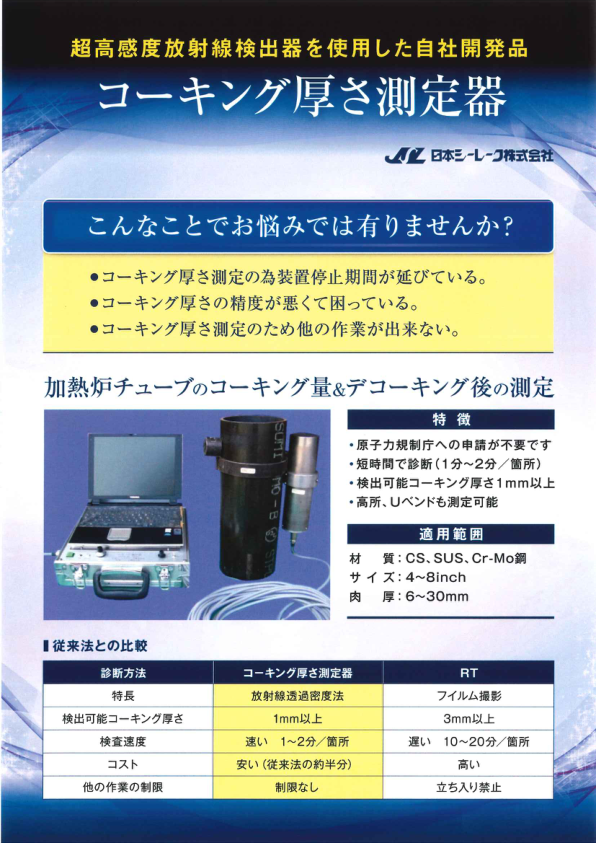 超高感度放射線検出器を使用した自社開発品
コーキング厚さ測定器
日本シーレーク株式会社
こんなことでお悩みでは有りませんか?
●コーキング厚さ測定の為装置停止期間が延びている。
●コーキング厚さの精度が悪くて困っている。
●コーキング厚さ測定のため他の作業が出来ない。
加熱炉チューブのコーキング量&デコーキング後の測定
特 徴
・原子力規制庁への申請が不要です
・短時間で診断(1分〜2分/箇所)
・検出可能コーキング厚さ1mm以上
・高所、Uベンドも測定可能
適用範囲
材 質:CS、SUS、Cr-Mo鋼
サイズ:4〜8inch
肉 厚:6〜30mm
従来法との比較
診断方法 コーキング厚さ測定器 RT
特長 放射線透過密度法 フイルム撮影
検出可能コーキング厚さ 1mm以上 3mm以上
検査速度 速い 1〜2分/箇所 遅い 10〜20分/箇所
コスト 安い(従来法の約半分) 高い
他の作業の制限 制限なし 立ち入り禁止